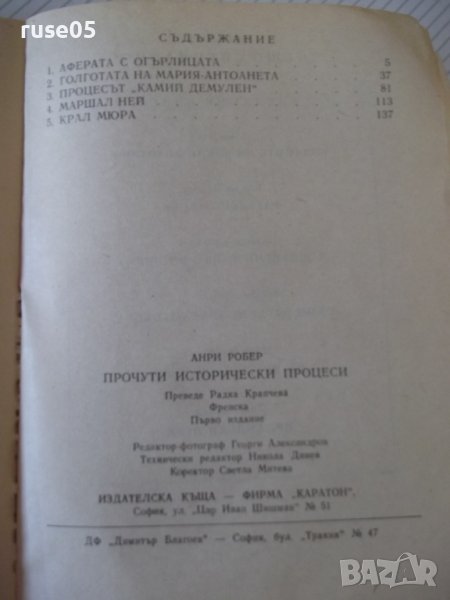 ruse05
СЪДЪРЖАНИЕ
1. АФЕРАТА С ОГЪРЛИЦАТА . . . . . . 5
2. ГОЛГОТАТА НА МАРИЯ-АНТОАНЕТА . . . . 37
3. ПРОЦЕСЪТ „КАМИЙ ДЕМУЛЕН" . . . . . 81
4. МАРШАЛ НЕЙ . . . . . . . . . 113
5. КРАЛ МЮРА . . . . . . . . . 137
АНРИ РОБЕР
ПРОЧУТИ ИСТОРИЧЕСКИ ПРОЦЕСИ
Преведе Радка Крапчева
Френска
Първо издание
Редактор-фотограф Георги Александров
Технически редактор Никола Динев
Коректор Светла Митева
ИЗДАТЕЛСКА КЪЩА — ФИРМА „КАРАТОН",
София, ул. „Цар Иван Шишман" № 51
ДФ „Димитър Благоев" — София, бул. „Тракия" № 47
BAZAR
bg